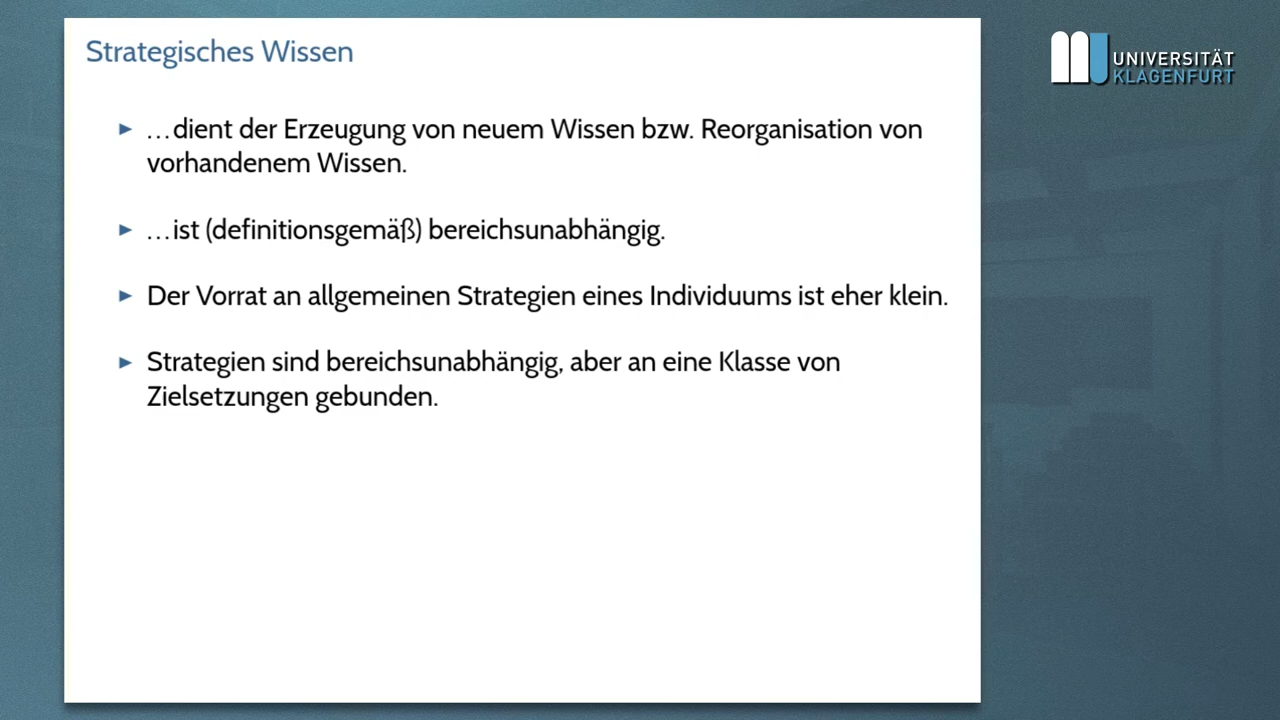 Strategisches Wissen
UNIVERSITÄT
KLAGENFURT
▶ …dient der Erzeugung von neuem Wissen bzw. Reorganisation von
vorhandenem Wissen.
▶ …ist (definitionsgemäß) bereichsunabhängig.
▶ Der Vorrat an allgemeinen Strategien eines Individuums ist eher klein.
▶ Strategien sind bereichsunabhängig, aber an eine Klasse von
Zielsetzungen gebunden.